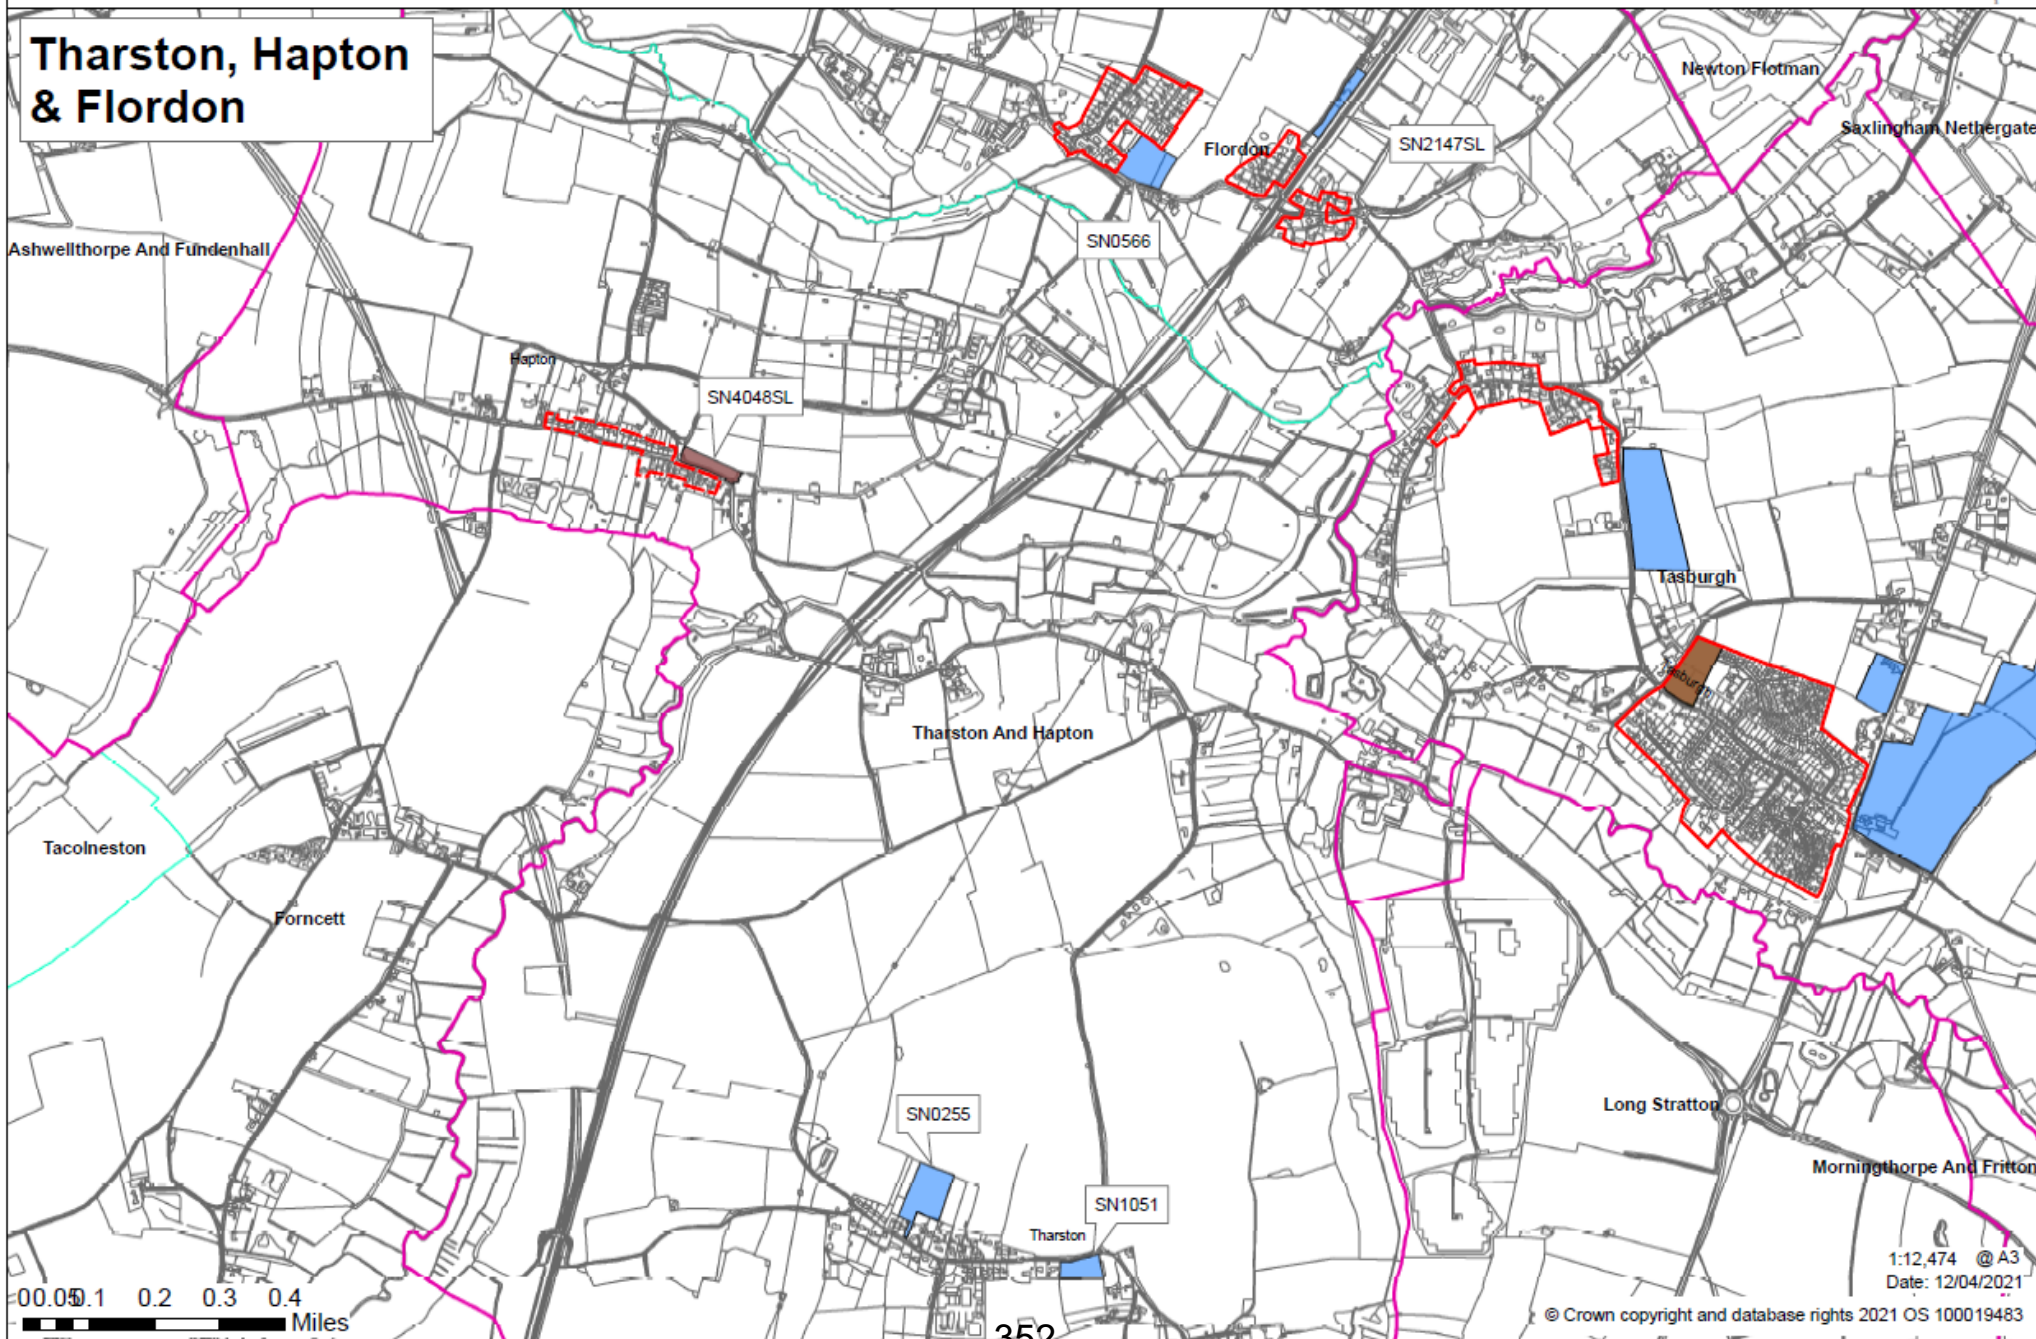 Tharston, Hapton
& Flordon
Newton Flotman
Saxlingham Nethergate
Flordon
SN2147SL
SN0566
Ashwellthorpe And Fundenhall
Hapton
SN4048SL
Tasburgh
Tasburgh
Tharston And Hapton
Tacolneston
Forncett
Long Stratton
SN0255
Morningthorpe And Fritton
SN1051
Tharston
1:12,474 @ A3
Date: 12/04/2021
0 0.05 0.1 0.2 0.3 0.4
Miles
© Crown copyright and database rights 2021 OS 100019483
352